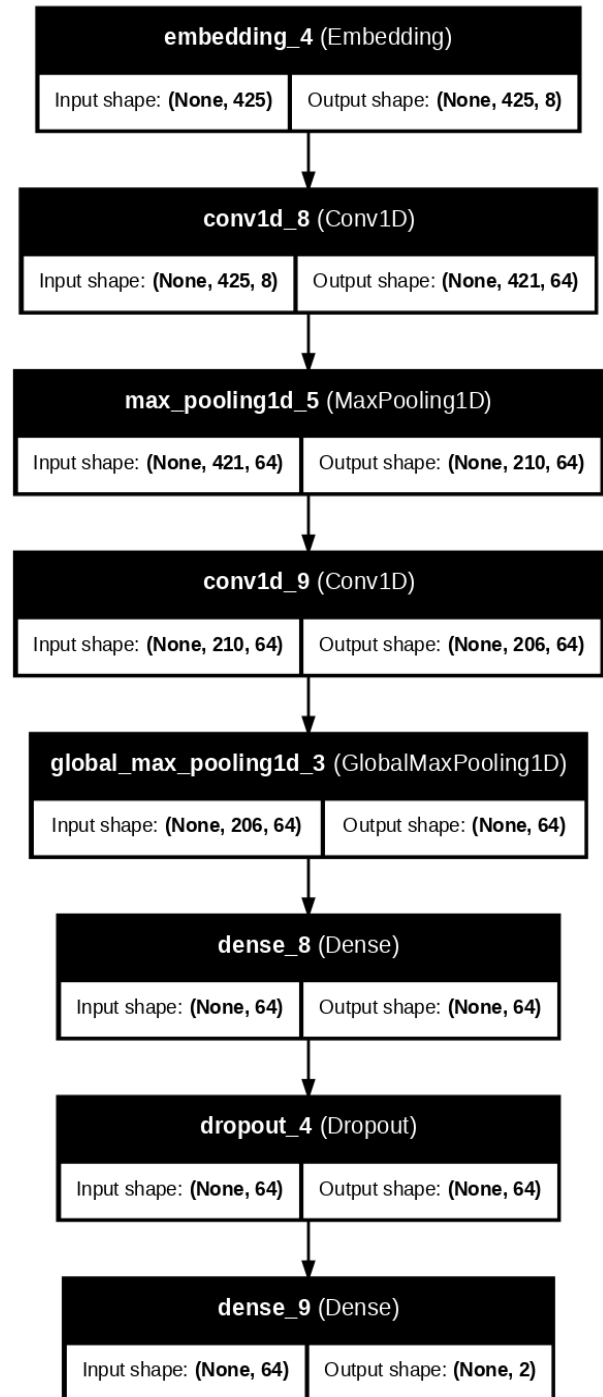 embedding_4 (Embedding)
Input shape: (None, 425) Output shape: (None, 425, 8)
conv1d_8 (Conv1D)
Input shape: (None, 425, 8) Output shape: (None, 421, 64)
max_pooling1d_5 (MaxPooling1D)
Input shape: (None, 421, 64) Output shape: (None, 210, 64)
conv1d_9 (Conv1D)
Input shape: (None, 210, 64) Output shape: (None, 206, 64)
global_max_pooling1d_3 (GlobalMaxPooling1D)
Input shape: (None, 206, 64) Output shape: (None, 64)
dense_8 (Dense)
Input shape: (None, 64) Output shape: (None, 64)
dropout_4 (Dropout)
Input shape: (None, 64) Output shape: (None, 64)
dense_9 (Dense)
Input shape: (None, 64) Output shape: (None, 2)